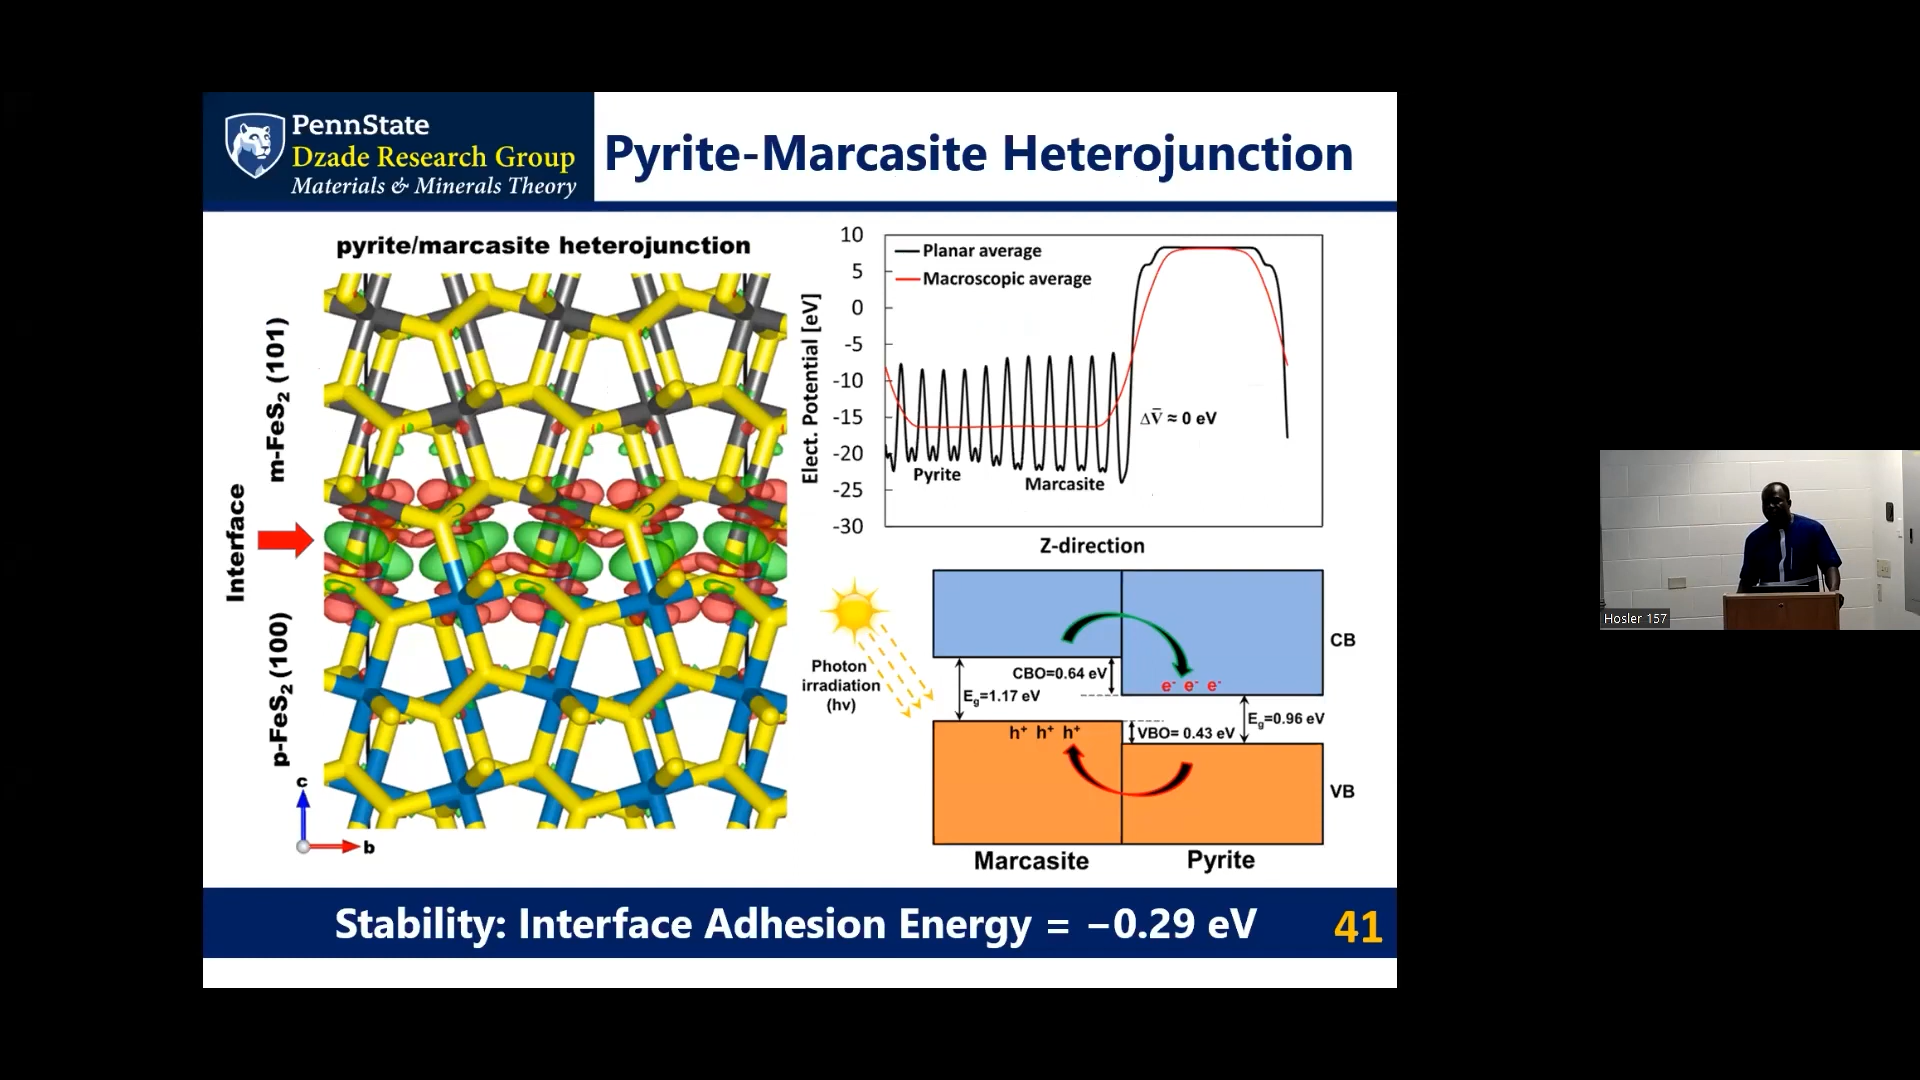 PennState
Dzade Research Group
Materials & Minerals Theory
Pyrite-Marcasite Heterojunction
pyrite/marcasite heterojunction
m-FeS₂ (101)
Interface
p-FeS₂ (100)
c
b
Elect. Potential [eV]
10
5
0
-5
-10
-15
-20
-25
-30
Planar average
Macroscopic average
ΔV̅ ≈ 0 eV
Pyrite
Marcasite
Z-direction
Photon
irradiation
(hv)
CB
CBO=0.64 eV
e⁻ e⁻ e⁻
Eg=1.17 eV
Eg=0.96 eV
h⁺ h⁺ h⁺
VBO= 0.43 eV
VB
Marcasite
Pyrite
Stability: Interface Adhesion Energy = −0.29 eV
41
Hosler 157